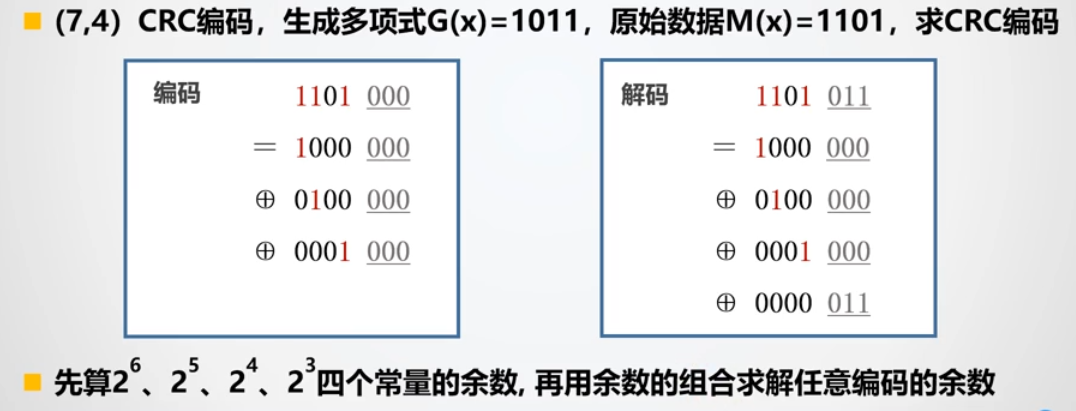 (7,4) CRC编码，生成多项式G(x)=1011，原始数据M(x)=1101，求CRC编码
编码 1101 000
= 1000 000
⊕ 0100 000
⊕ 0001 000
解码 1101 011
= 1000 000
⊕ 0100 000
⊕ 0001 000
⊕ 0000 011
先算2⁶、2⁵、2⁴、2³四个常量的余数, 再用余数的组合求解任意编码的余数